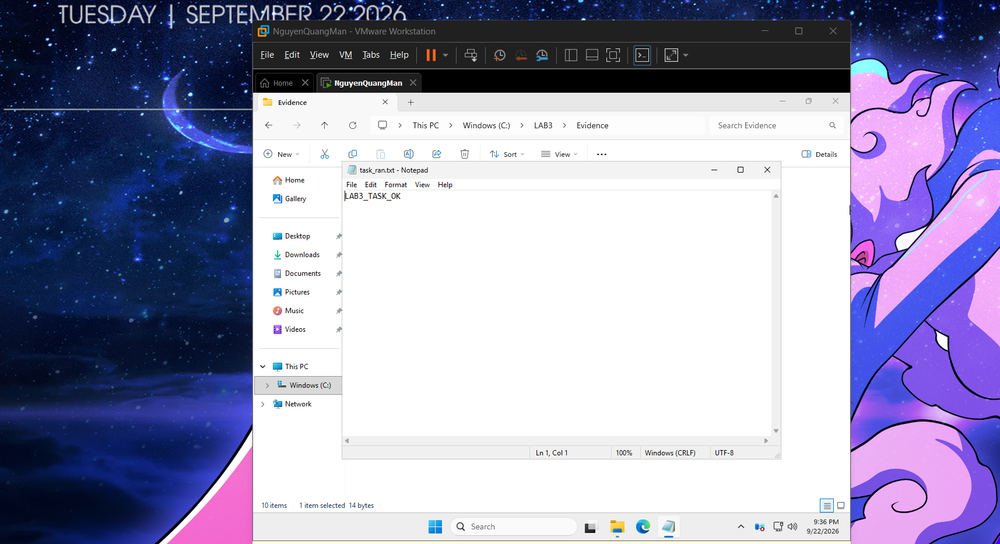 TUESDAY | SEPTEMBER 22 2026
NguyenQuangMan - VMware Workstation
File Edit View VM Tabs Help
Home NguyenQuangMan
Evidence
This PC > Windows (C:) > LAB3 > Evidence Search Evidence
New Sort View ... Details
task_ran.txt - Notepad
File Edit Format View Help
LAB3_TASK_OK
Home
Gallery
Desktop
Downloads
Documents
Pictures
Music
Videos
This PC
Windows (C:)
Network
Ln 1, Col 1 100% Windows (CRLF) UTF-8
10 items 1 item selected 14 bytes
Search
9:36 PM
9/22/2026